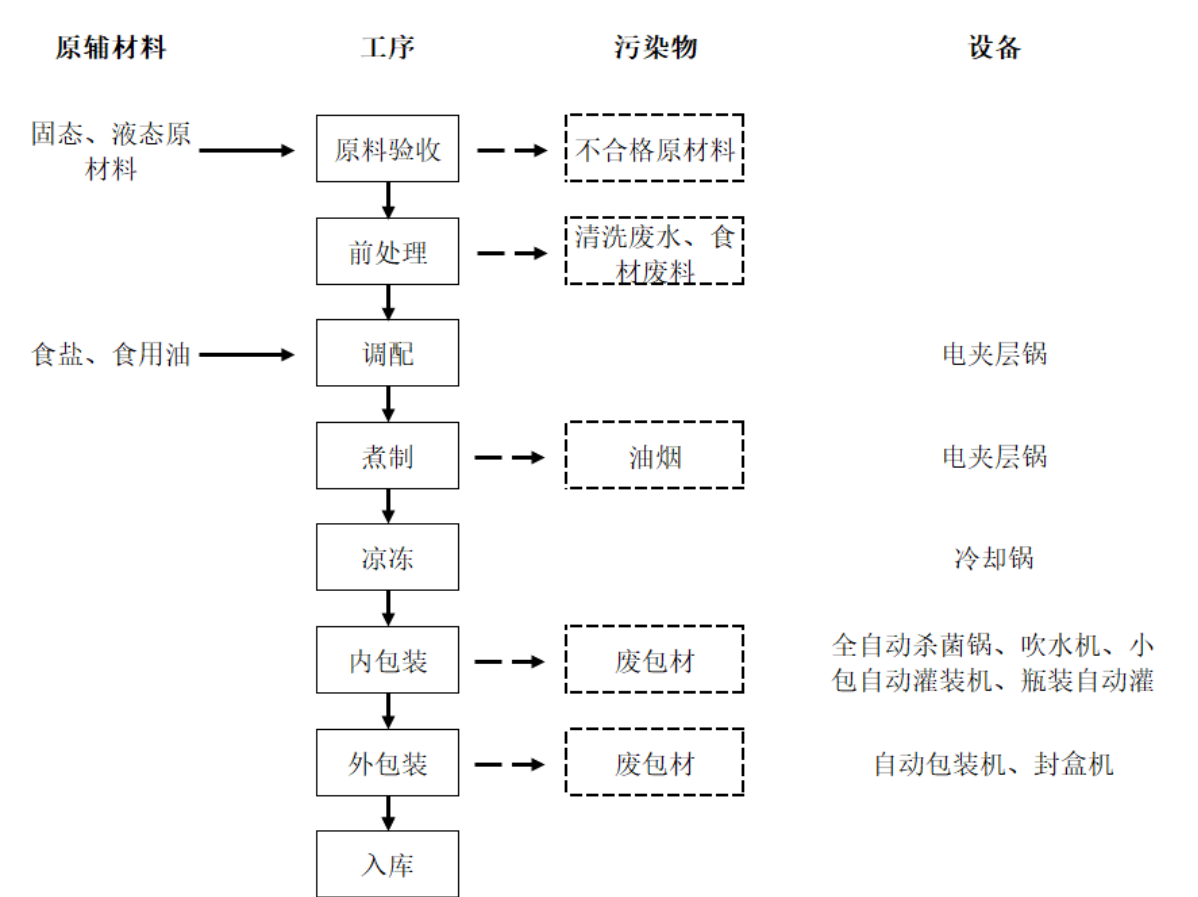 原辅材料 工序 污染物 设备
固态、液态原
材料
原料验收
不合格原材料
前处理
清洗废水、食
材废料
食盐、食用油
调配
电夹层锅
煮制
油烟
电夹层锅
凉冻
冷却锅
内包装
废包材
全自动杀菌锅、吹水机、小
包自动灌装机、瓶装自动灌
外包装
废包材
自动包装机、封盒机
入库